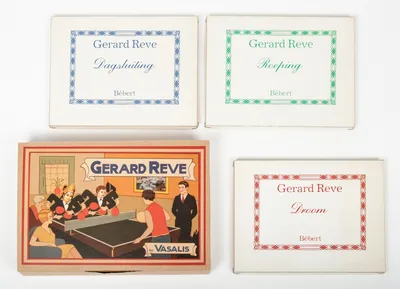 Gerard Reve
Dagsluiting
Bébert
Gerard Reve
Roeping
Bébert
GERARD REVE
VASALIS
Gerard Reve
Droom
Bébert